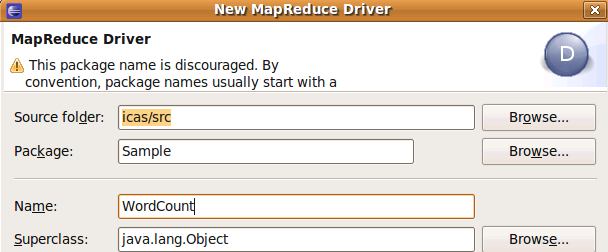 New MapReduce Driver
MapReduce Driver
This package name is discouraged. By
convention, package names usually start with a
D
Source folder: icas/src Browse...
Package: Sample Browse...
Name: WordCount
Superclass: java.lang.Object